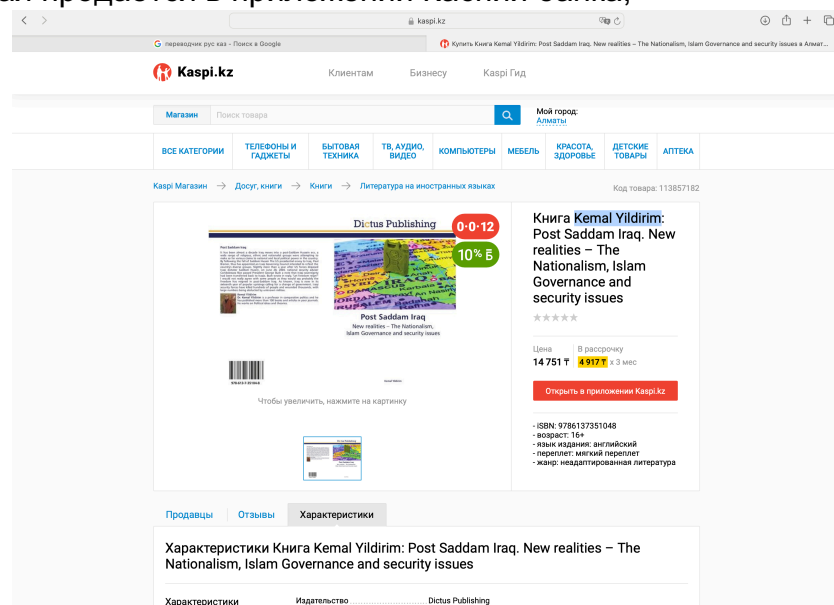 ая продается в приложении Каспий банка,
kaspi.kz
переводчик рус каз – Поиск в Google
Купить Книга Kemal Yildirim: Post Saddam Iraq. New realities – The Nationalism, Islam Governance and security issues в Алмат...
Kaspi.kz
Клиентам
Бизнесу
Kaspi Гид
Магазин
Поиск товара
Мой город:
Алматы
ВСЕ КАТЕГОРИИ
ТЕЛЕФОНЫ И ГАДЖЕТЫ
БЫТОВАЯ ТЕХНИКА
ТВ, АУДИО, ВИДЕО
КОМПЬЮТЕРЫ
МЕБЕЛЬ
КРАСОТА, ЗДОРОВЬЕ
ДЕТСКИЕ ТОВАРЫ
АПТЕКА
Kaspi Магазин → Досуг, книги → Книги → Литература на иностранных языках
Код товара: 113857182
Dictus Publishing
0·0·12
10% Б
Post Saddam Iraq
New realities – The Nationalism,
Islam Governance and security issues
Чтобы увеличить, нажмите на картинку
Книга Kemal Yildirim:
Post Saddam Iraq. New
realities – The
Nationalism, Islam
Governance and
security issues
Цена
В рассрочку
14 751 ₸
4 917 ₸ x 3 мес
Открыть в приложении Kaspi.kz
- ISBN: 9786137351048
- возраст: 16+
- язык издания: английский
- переплет: мягкий переплет
- жанр: неадаптированная литература
Продавцы
Отзывы
Характеристики
Характеристики Книга Kemal Yildirim: Post Saddam Iraq. New realities – The
Nationalism, Islam Governance and security issues
Характеристики
Издательство
Dictus Publishing